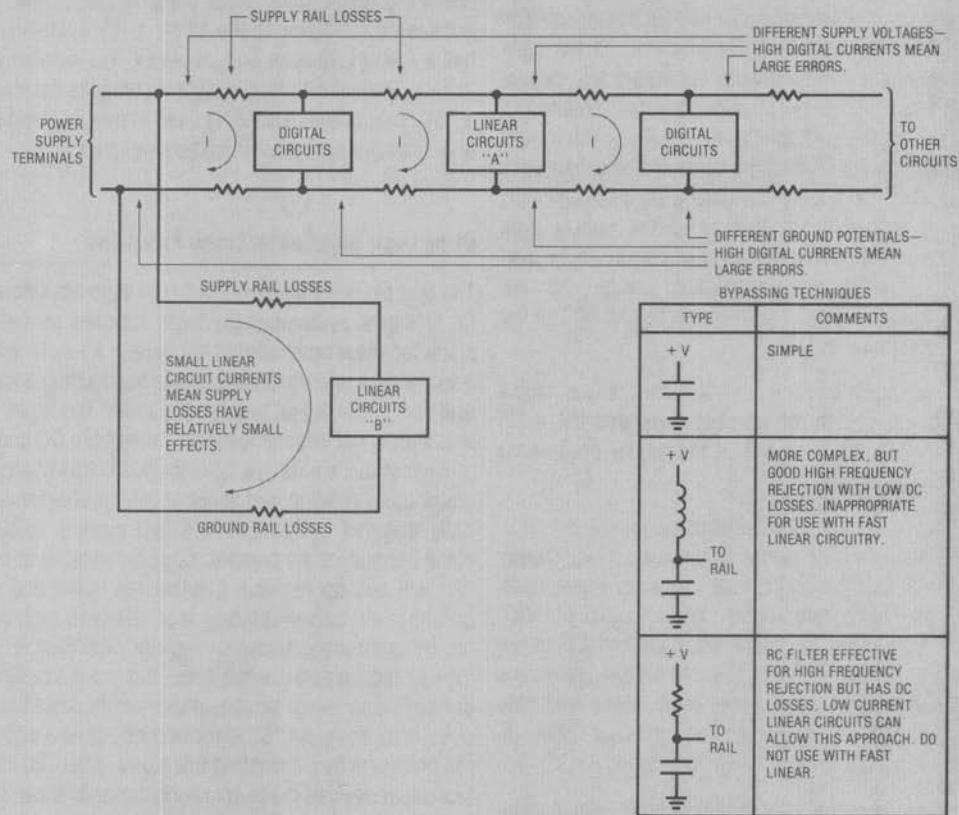 SUPPLY RAIL LOSSES
DIFFERENT SUPPLY VOLTAGES—
HIGH DIGITAL CURRENTS MEAN
LARGE ERRORS.
POWER
SUPPLY
TERMINALS
I
DIGITAL
CIRCUITS
I
LINEAR
CIRCUITS
"A"
I
DIGITAL
CIRCUITS
TO
OTHER
CIRCUITS
DIFFERENT GROUND POTENTIALS—
HIGH DIGITAL CURRENTS MEAN
LARGE ERRORS.
SUPPLY RAIL LOSSES
SMALL LINEAR
CIRCUIT CURRENTS
MEAN SUPPLY
LOSSES HAVE
RELATIVELY SMALL
EFFECTS.
LINEAR
CIRCUITS
"B"
GROUND RAIL LOSSES
BYPASSING TECHNIQUES
TYPE COMMENTS
+ V
SIMPLE
+ V
TO
RAIL
MORE COMPLEX, BUT
GOOD HIGH FREQUENCY
REJECTION WITH LOW DC
LOSSES. INAPPROPRIATE
FOR USE WITH FAST
LINEAR CIRCUITRY.
+ V
TO
RAIL
RC FILTER EFFECTIVE
FOR HIGH FREQUENCY
REJECTION BUT HAS DC
LOSSES. LOW CURRENT
LINEAR CIRCUITS CAN
ALLOW THIS APPROACH. DO
NOT USE WITH FAST
LINEAR.